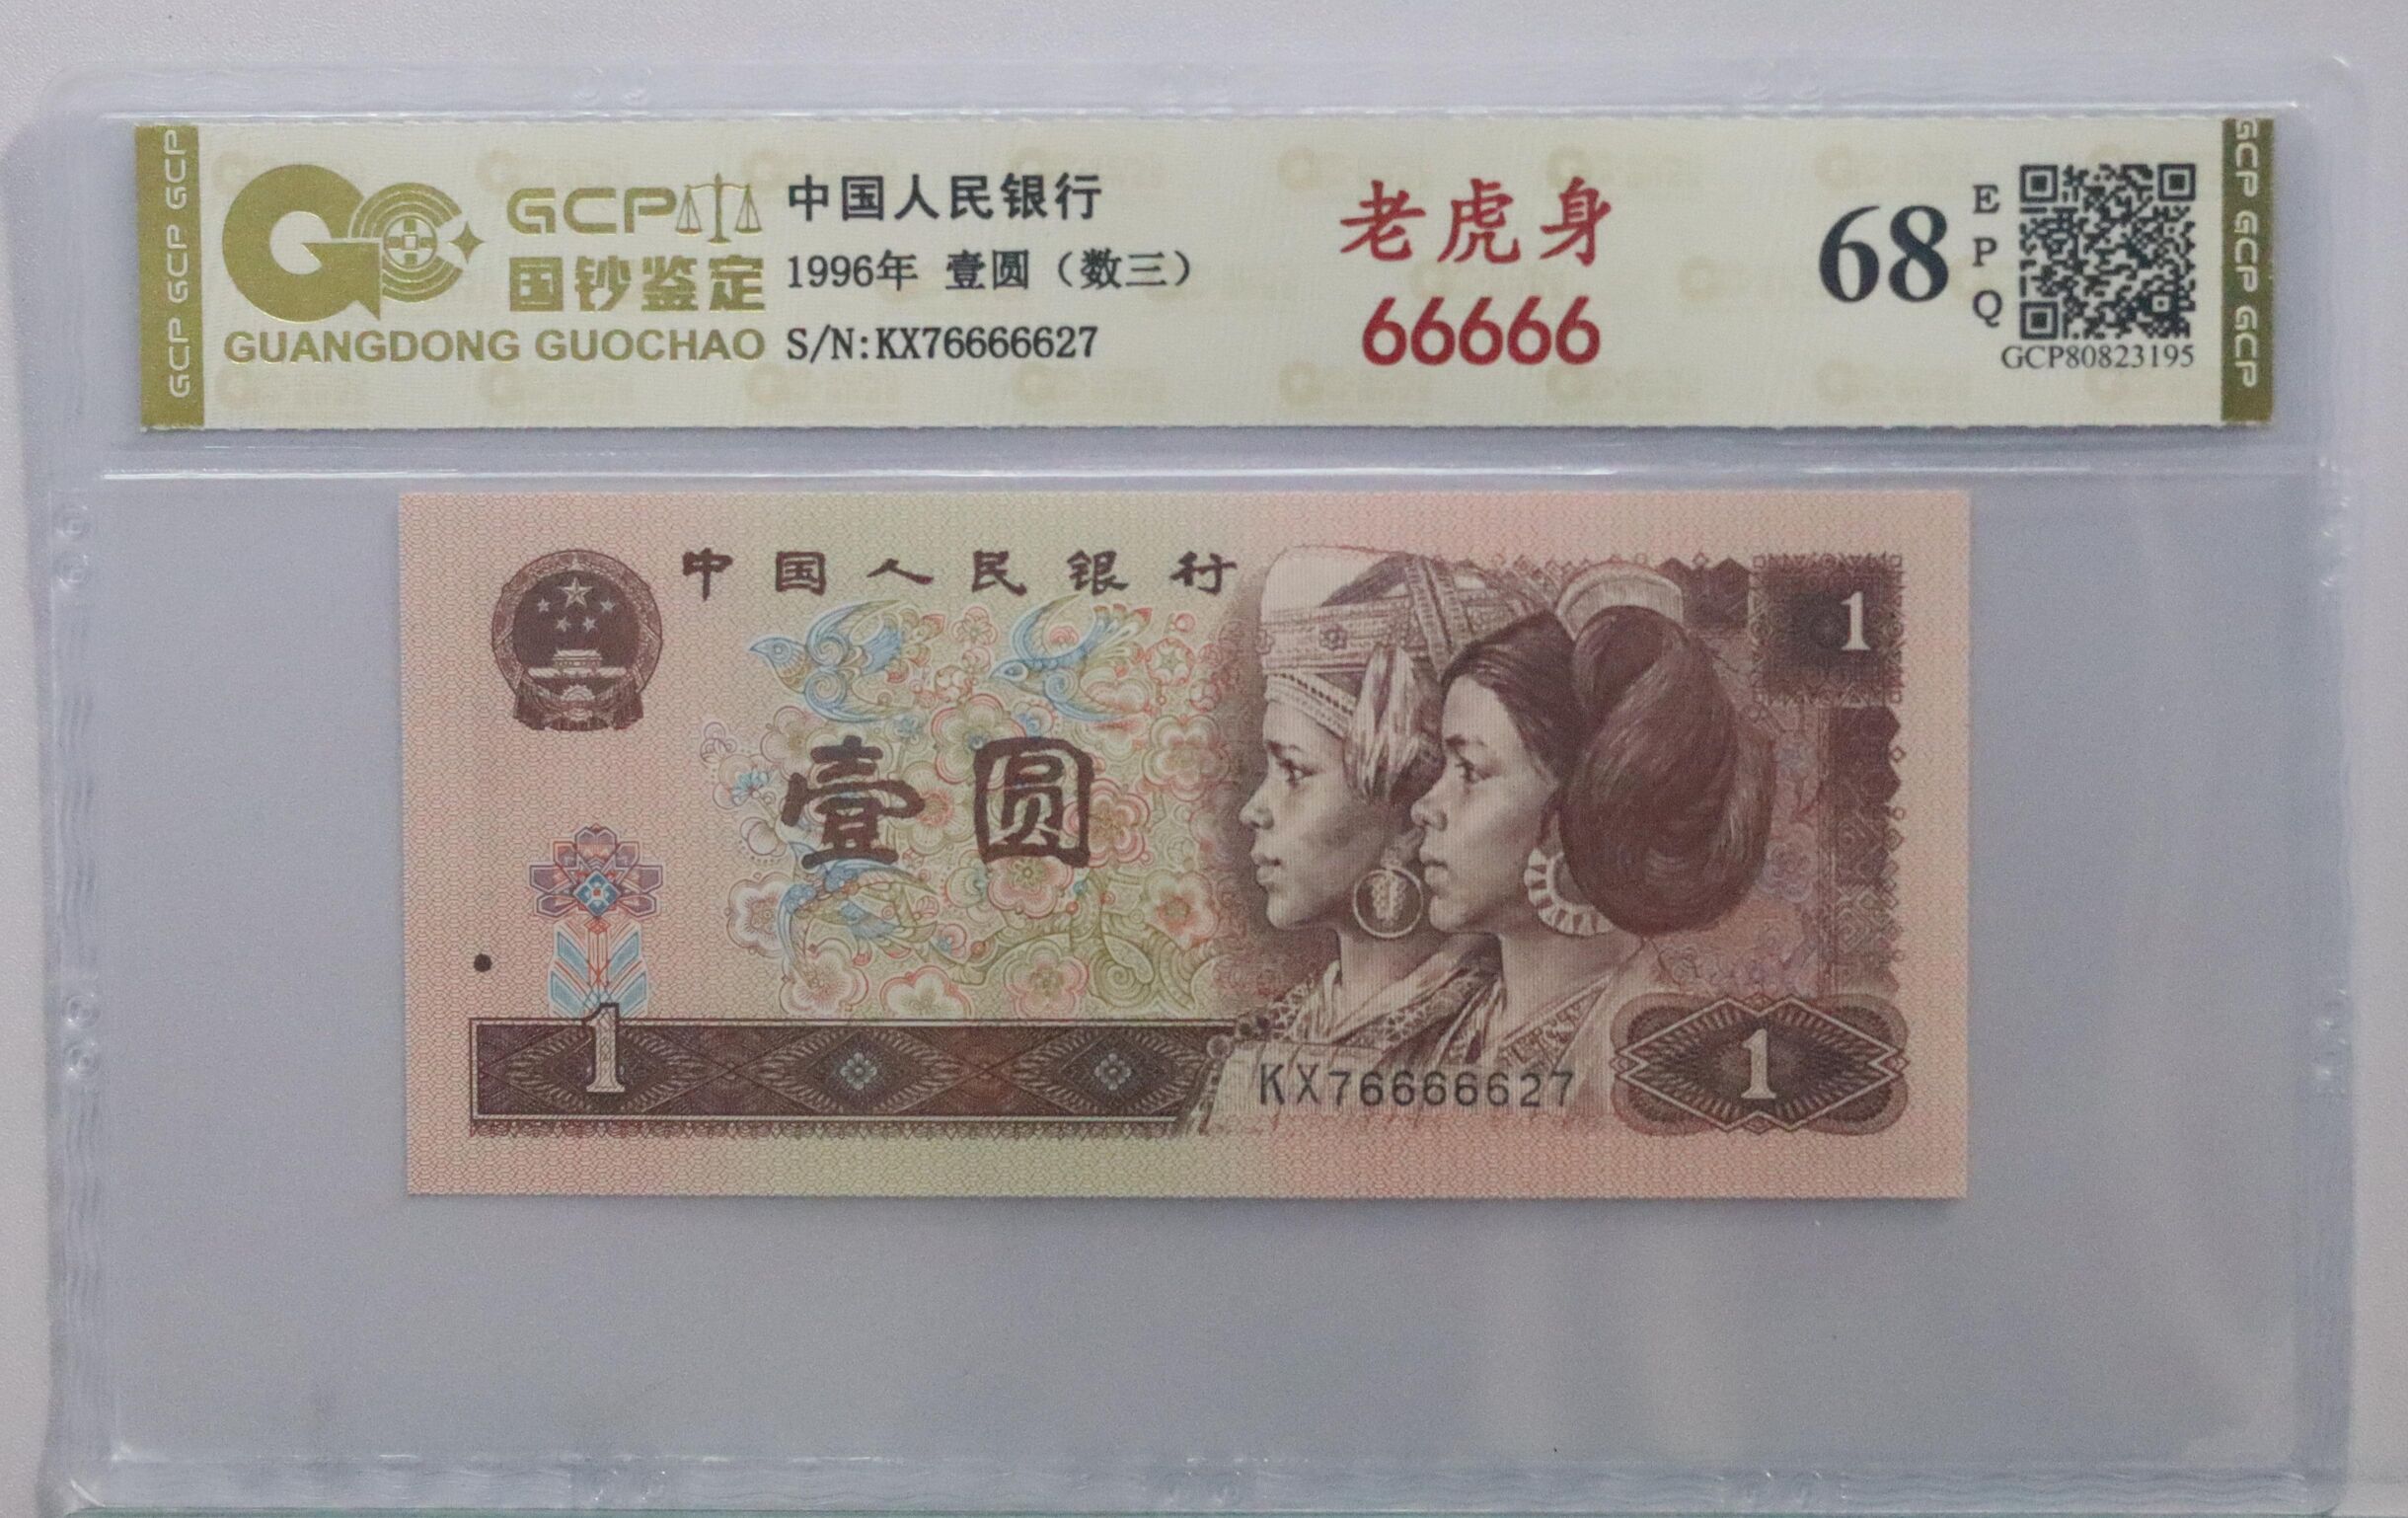 GCP GCP GCP
GCP
国钞鉴定
GUANGDONG GUOCHAO
中国人民银行
1996年 壹圆（数三）
S/N:KX76666627
老虎身
66666
68
EPQ
GCP80823195
GCP GCP GCP
中国人民银行
1
壹圆
1
KX76666627
1